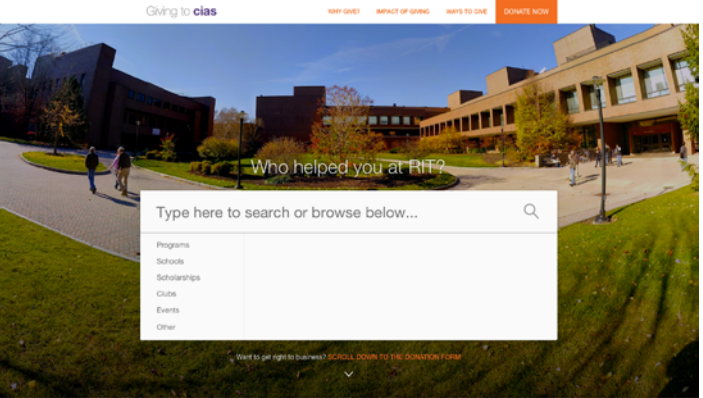 Giving to cias
WHY GIVE? IMPACT OF GIVING WAYS TO GIVE DONATE NOW
Who helped you at RIT?
Type here to search or browse below...
Programs
Schools
Scholarships
Clubs
Events
Other
Want to get right to business? SCROLL DOWN TO THE DONATION FORM